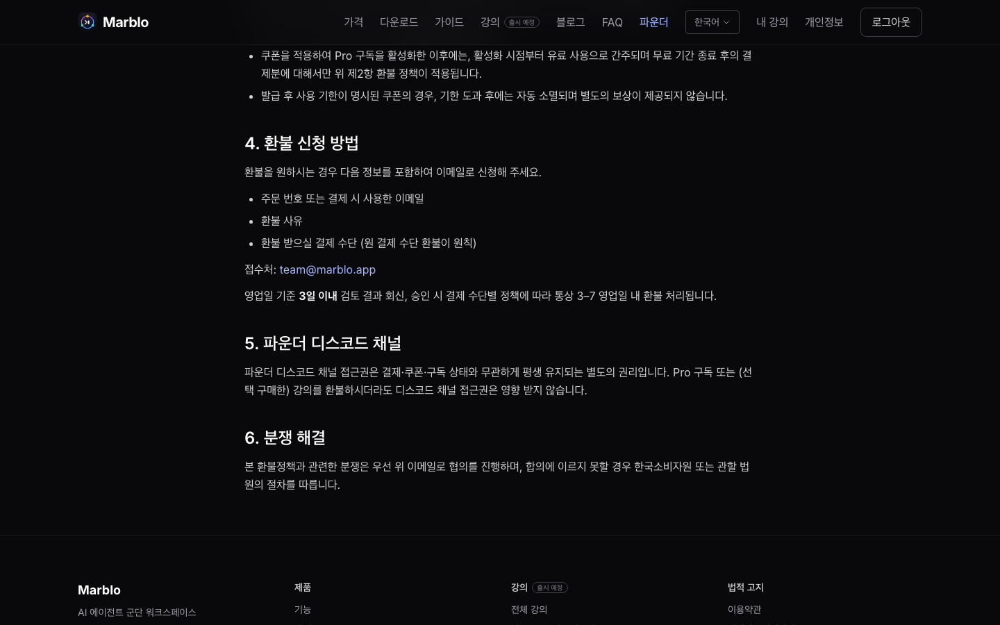 Marblo
가격
다운로드
가이드
강의 출시 예정
블로그
FAQ
파운더
한국어
내 강의
개인정보
로그아웃
쿠폰을 적용하여 Pro 구독을 활성화한 이후에는, 활성화 시점부터 유료 사용으로 간주되며 무료 기간 종료 후의 결
제분에 대해서만 위 제2항 환불 정책이 적용됩니다.
발급 후 사용 기한이 명시된 쿠폰의 경우, 기한 도과 후에는 자동 소멸되며 별도의 보상이 제공되지 않습니다.
4. 환불 신청 방법
환불을 원하시는 경우 다음 정보를 포함하여 이메일로 신청해 주세요.
주문 번호 또는 결제 시 사용한 이메일
환불 사유
환불 받으실 결제 수단 (원 결제 수단 환불이 원칙)
접수처: team@marblo.app
영업일 기준 3일 이내 검토 결과 회신, 승인 시 결제 수단별 정책에 따라 통상 3–7 영업일 내 환불 처리됩니다.
5. 파운더 디스코드 채널
파운더 디스코드 채널 접근권은 결제·쿠폰·구독 상태와 무관하게 평생 유지되는 별도의 권리입니다. Pro 구독 또는 (선
택 구매한) 강의를 환불하시더라도 디스코드 채널 접근권은 영향 받지 않습니다.
6. 분쟁 해결
본 환불정책과 관련한 분쟁은 우선 위 이메일로 협의를 진행하며, 합의에 이르지 못할 경우 한국소비자원 또는 관할 법
원의 절차를 따릅니다.
Marblo
AI 에이전트 군단 워크스페이스
제품
기능
강의 출시 예정
전체 강의
법적 고지
이용약관